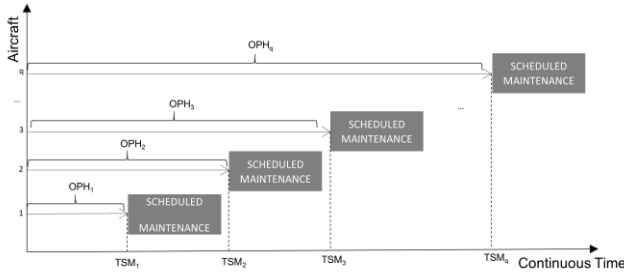 Aircraft
OPHq
q
SCHEDULED
MAINTENANCE
...
...
OPH3
3
SCHEDULED
MAINTENANCE
OPH2
2
SCHEDULED
MAINTENANCE
OPH1
1
SCHEDULED
MAINTENANCE
TSM1 TSM2 TSM3 TSMq
Continuous Time